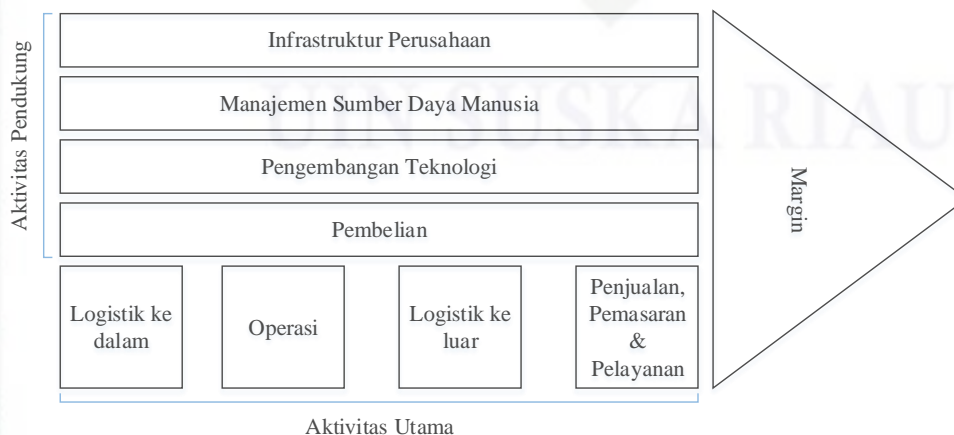 Aktivitas Pendukung
Infrastruktur Perusahaan
Manajemen Sumber Daya Manusia
Pengembangan Teknologi
Pembelian
Logistik ke
dalam
Operasi
Logistik ke
luar
Penjualan,
Pemasaran
&
Pelayanan
Margin
Aktivitas Utama
UIN SUSKA RIAU